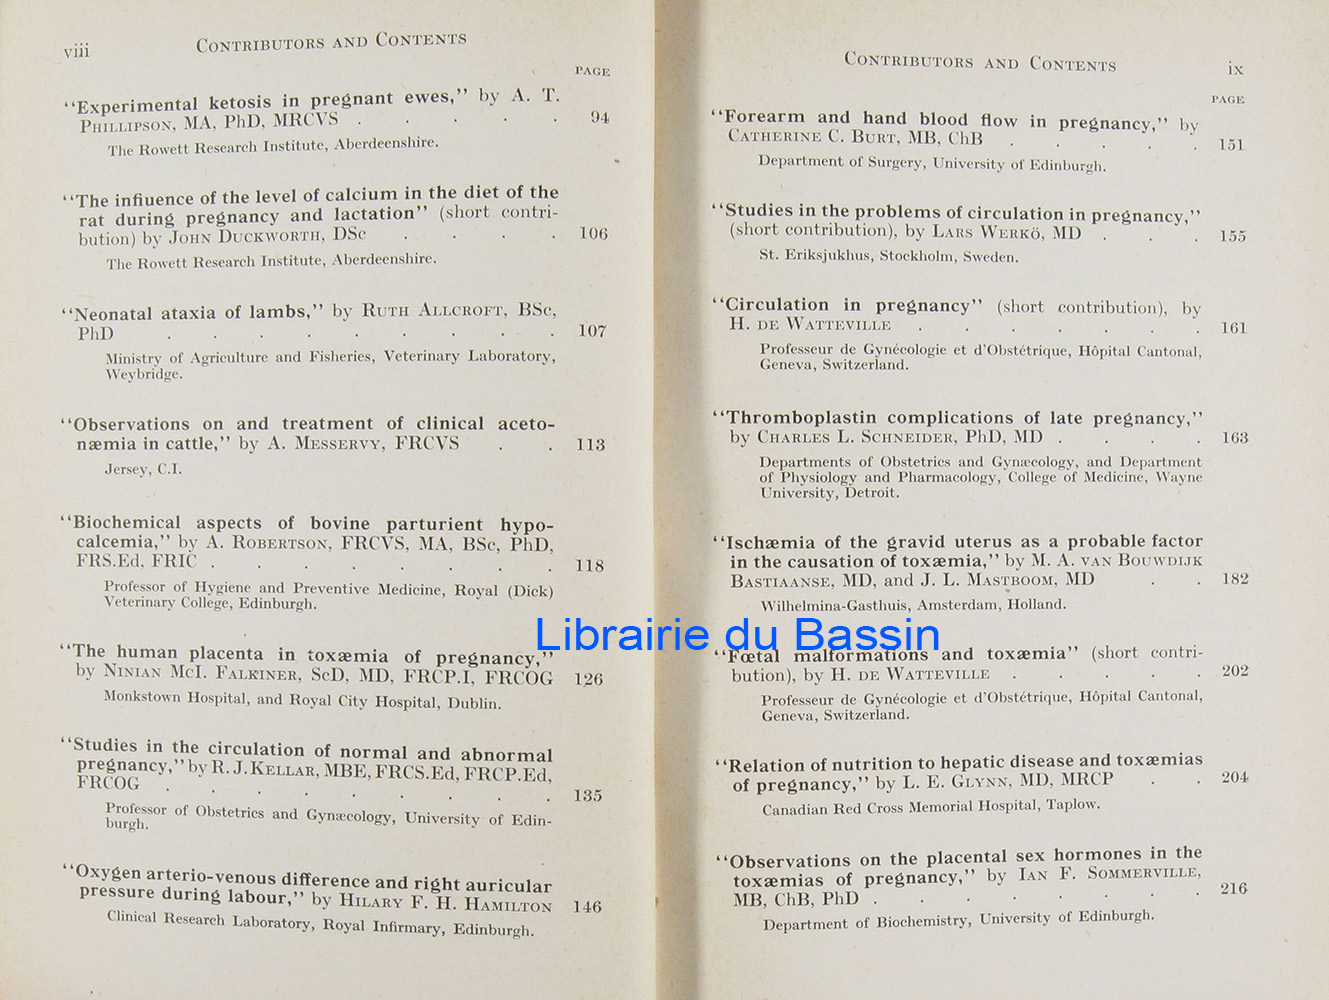 viii
CONTRIBUTORS AND CONTENTS
PAGE
"Experimental ketosis in pregnant ewes," by A. T.
PHILLIPSON, MA, PhD, MRCVS . . . . . 94
The Rowett Research Institute, Aberdeenshire.
"The influence of the level of calcium in the diet of the
rat during pregnancy and lactation" (short contri-
bution) by JOHN DUCKWORTH, DSc . . . . 106
The Rowett Research Institute, Aberdeenshire.
"Neonatal ataxia of lambs," by RUTH ALLCROFT, BSc,
PhD . . . . . . . . 107
Ministry of Agriculture and Fisheries, Veterinary Laboratory,
Weybridge.
"Observations on and treatment of clinical aceto-
næmia in cattle," by A. MESSERVY, FRCVS . . 113
Jersey, C.I.
"Biochemical aspects of bovine parturient hypo-
calcemia," by A. ROBERTSON, FRCVS, MA, BSc, PhD,
FRS.Ed, FRIC . . . . . . . 118
Professor of Hygiene and Preventive Medicine, Royal (Dick)
Veterinary College, Edinburgh.
"The human placenta in toxæmia of pregnancy,"
by NINIAN MCI. FALKINER, ScD, MD, FRCP.I, FRCOG 126
Monkstown Hospital, and Royal City Hospital, Dublin.
"Studies in the circulation of normal and abnormal
pregnancy," by R. J. KELLAR, MBE, FRCS.Ed, FRCP.Ed,
FRCOG . . . . . . . . 135
Professor of Obstetrics and Gynæcology, University of Edin-
burgh.
"Oxygen arterio-venous difference and right auricular
pressure during labour," by HILARY F. H. HAMILTON 146
Clinical Research Laboratory, Royal Infirmary, Edinburgh.
CONTRIBUTORS AND CONTENTS
ix
PAGE
"Forearm and hand blood flow in pregnancy," by
CATHERINE C. BURT, MB, ChB . . . . . 151
Department of Surgery, University of Edinburgh.
"Studies in the problems of circulation in pregnancy,"
(short contribution), by LARS WERKÖ, MD . . . 155
St. Eriksjukhus, Stockholm, Sweden.
"Circulation in pregnancy" (short contribution), by
H. DE WATTEVILLE . . . . . . . 161
Professeur de Gynécologie et d'Obstétrique, Hôpital Cantonal,
Geneva, Switzerland.
"Thromboplastin complications of late pregnancy,"
by CHARLES L. SCHNEIDER, PhD, MD . . . . 163
Departments of Obstetrics and Gynæcology, and Department
of Physiology and Pharmacology, College of Medicine, Wayne
University, Detroit.
"Ischæmia of the gravid uterus as a probable factor
in the causation of toxæmia," by M. A. VAN BOUWDIJK
BASTIAANSE, MD, and J. L. MASTBOOM, MD . . 182
Wilhelmina-Gasthuis, Amsterdam, Holland.
Librairie du Bassin
"Fœtal malformations and toxæmia" (short contri-
bution), by H. DE WATTEVILLE . . . . . 202
Professeur de Gynécologie et d'Obstétrique, Hôpital Cantonal,
Geneva, Switzerland.
"Relation of nutrition to hepatic disease and toxæmias
of pregnancy," by L. E. GLYNN, MD, MRCP . . 204
Canadian Red Cross Memorial Hospital, Taplow.
"Observations on the placental sex hormones in the
toxæmias of pregnancy," by IAN F. SOMMERVILLE,
MB, ChB, PhD . . . . . . . . 216
Department of Biochemistry, University of Edinburgh.